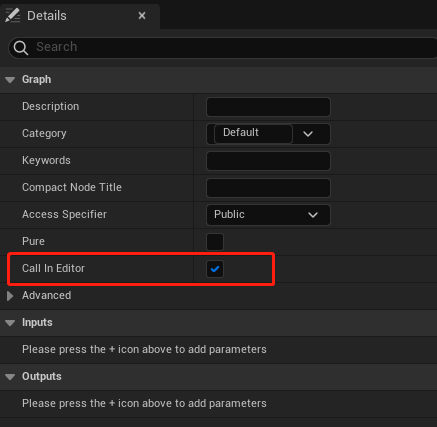 Details
Search
Graph
Description
Category Default
Keywords
Compact Node Title
Access Specifier Public
Pure
Call In Editor
Advanced
Inputs
Please press the + icon above to add parameters
Outputs
Please press the + icon above to add parameters